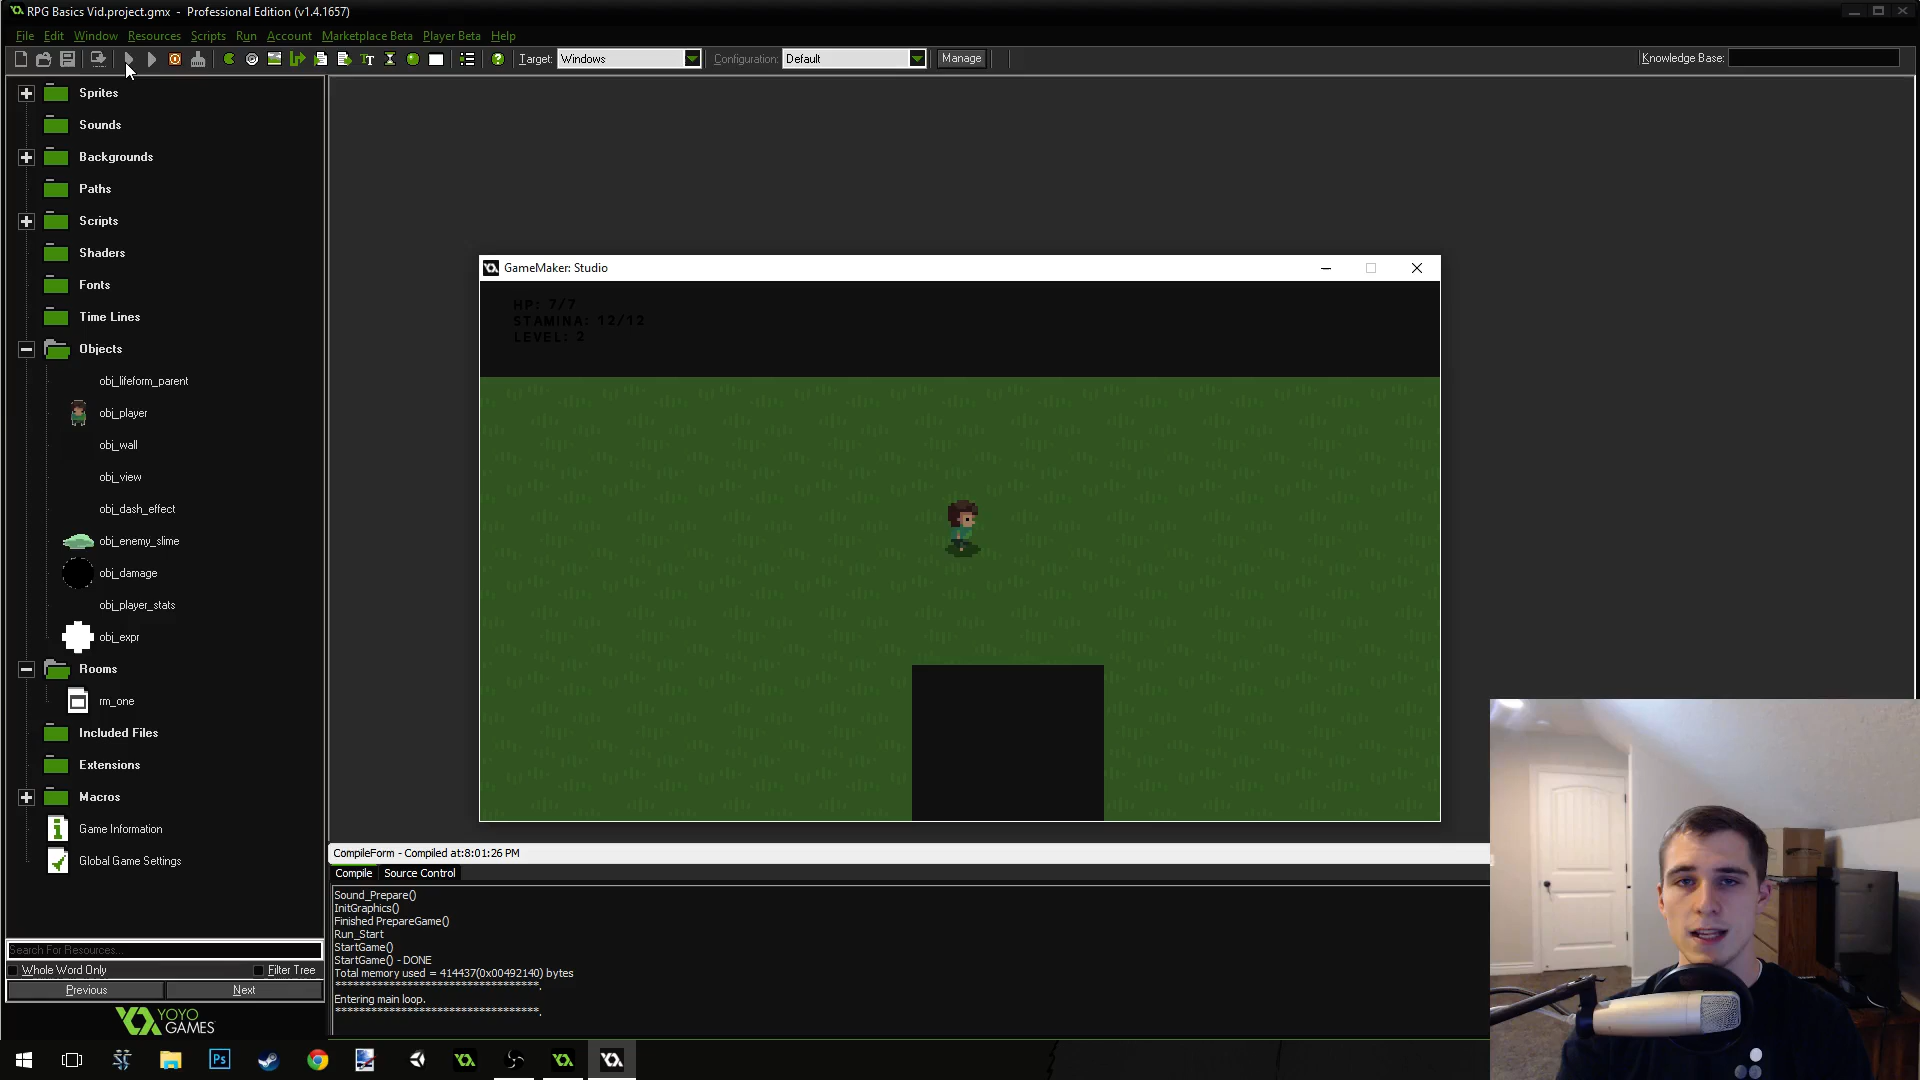 RPG Basics Vid.project.gmx - Professional Edition (v1.4.1657)
File Edit Window Resources Scripts Run Account Marketplace Beta Player Beta Help
Target: Windows Configuration: Default Manage Knowledge Base:
Sprites
Sounds
Backgrounds
Paths
Scripts
Shaders
Fonts
Time Lines
Objects
obj_lifeform_parent
obj_player
obj_wall
obj_view
obj_dash_effect
obj_enemy_slime
obj_damage
obj_player_stats
obj_expr
Rooms
rm_one
Included Files
Extensions
Macros
Game Information
Global Game Settings
Search For Resources...
Whole Word Only Filter Tree
Previous Next
YOYO
GAMES
GameMaker: Studio
HP: 7/7
STAMINA: 12/12
LEVEL: 2
CompileForm - Compiled at:8:01:26 PM
Compile Source Control
Sound_Prepare()
InitGraphics()
Finished PrepareGame()
Run_Start
StartGame()
StartGame() - DONE
Total memory used = 414437(0x00492140) bytes
**********************************.
Entering main loop.
**********************************.
Ps